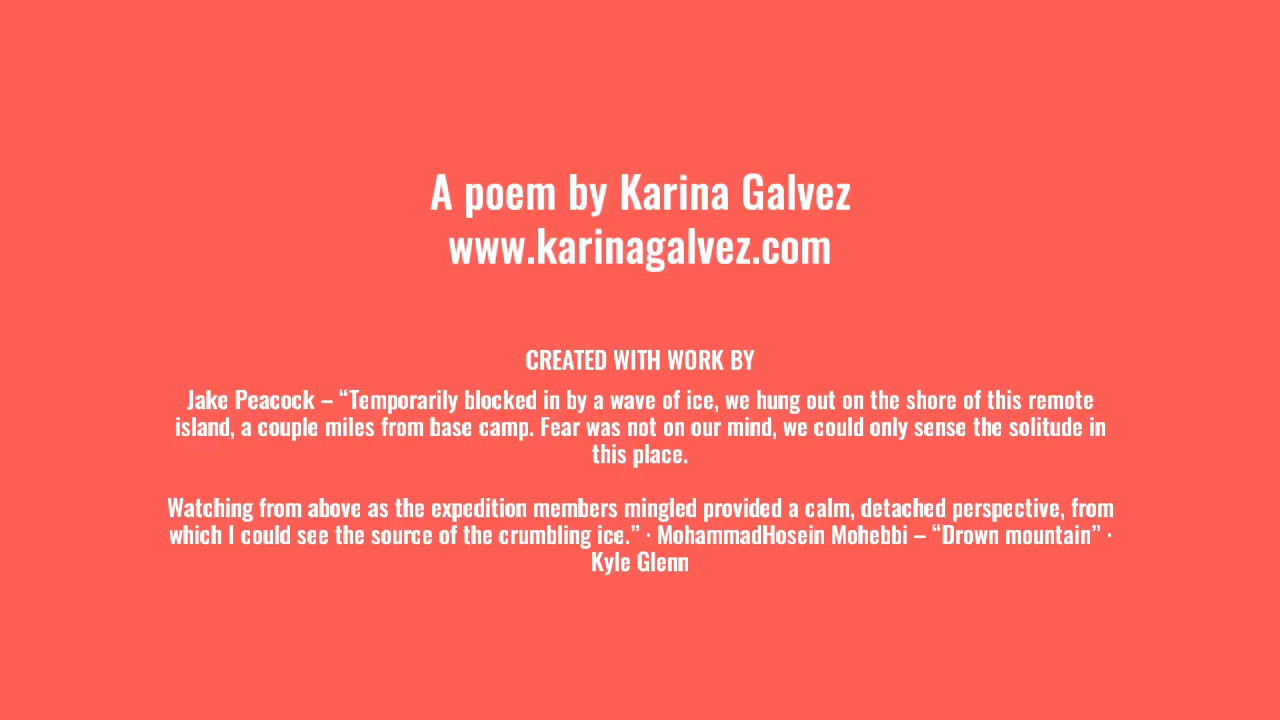 A poem by Karina Galvez
www.karinagalvez.com
CREATED WITH WORK BY
Jake Peacock – “Temporarily blocked in by a wave of ice, we hung out on the shore of this remote
island, a couple miles from base camp. Fear was not on our mind, we could only sense the solitude in
this place.
Watching from above as the expedition members mingled provided a calm, detached perspective, from
which I could see the source of the crumbling ice.” · MohammadHosein Mohebbi – “Drown mountain” ·
Kyle Glenn